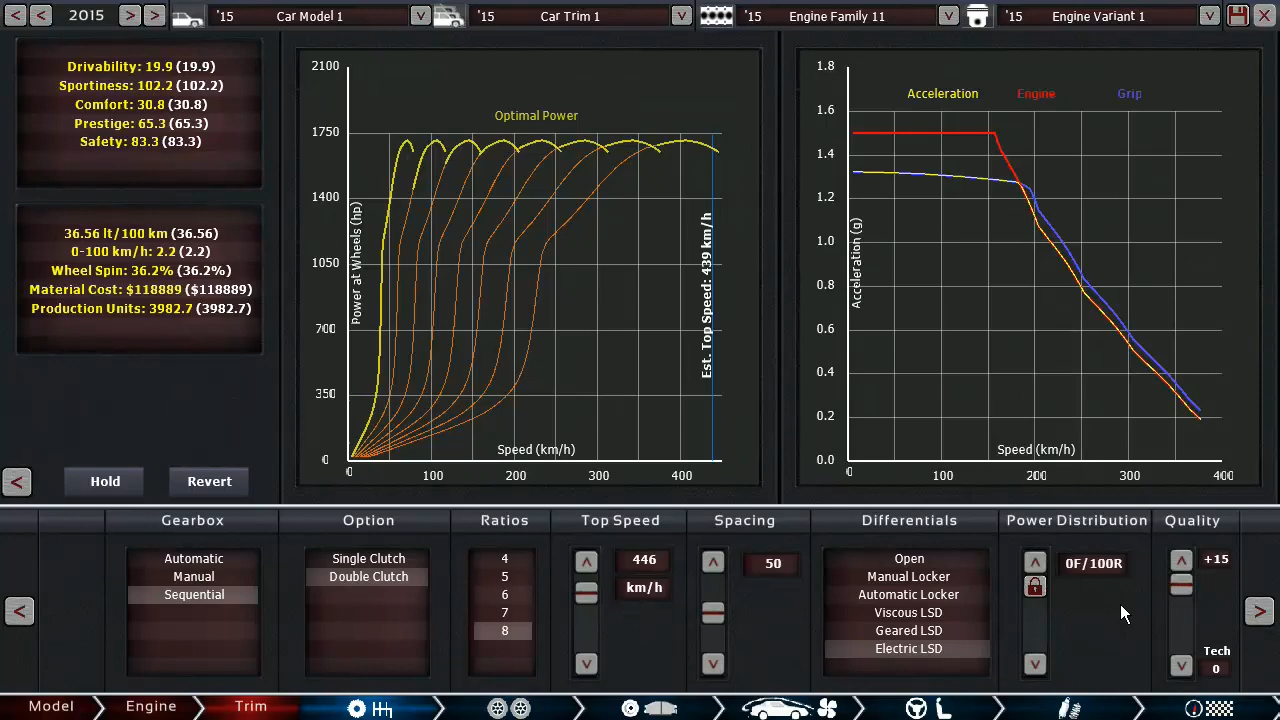 < < 2015 > > '15 Car Model 1 V '15 Car Trim 1 V '15 Engine Family 11 V '15 Engine Variant 1 V
Drivability: 19.9 (19.9)
Sportiness: 102.2 (102.2)
Comfort: 30.8 (30.8)
Prestige: 65.3 (65.3)
Safety: 83.3 (83.3)
36.56 lt/100 km (36.56)
0-100 km/h: 2.2 (2.2)
Wheel Spin: 36.2% (36.2%)
Material Cost: $118889 ($118889)
Production Units: 3982.7 (3982.7)
Hold
Revert
Optimal Power
2100
1750
1400
1050
700
350
0
Power at Wheels (hp)
Est. Top Speed: 439 km/h
Speed (km/h)
0 100 200 300 400
Acceleration Engine Grip
1.8
1.6
1.4
1.2
1.0
0.8
0.6
0.4
0.2
0.0
Acceleration (g)
Speed (km/h)
0 100 200 300 400
Gearbox
Automatic
Manual
Sequential
Option
Single Clutch
Double Clutch
Ratios
4
5
6
7
8
Top Speed
446
km/h
Spacing
50
Differentials
Open
Manual Locker
Automatic Locker
Viscous LSD
Geared LSD
Electric LSD
Power Distribution
0F/100R
Quality
+15
Tech
0
Model Engine Trim